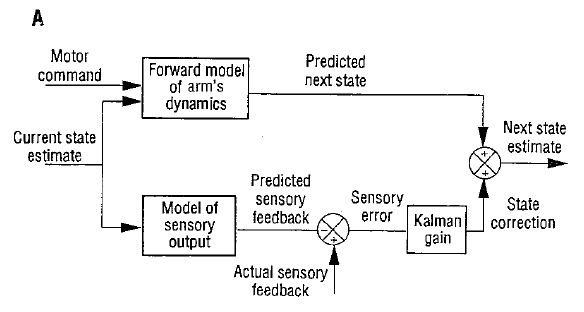 A
Motor
command
Forward model
of arm's
dynamics
Predicted
next state
Current state
estimate
Next state
estimate
+
+
Model of
sensory
output
Predicted
sensory
feedback
-
+
Sensory
error
Kalman
gain
State
correction
Actual sensory
feedback